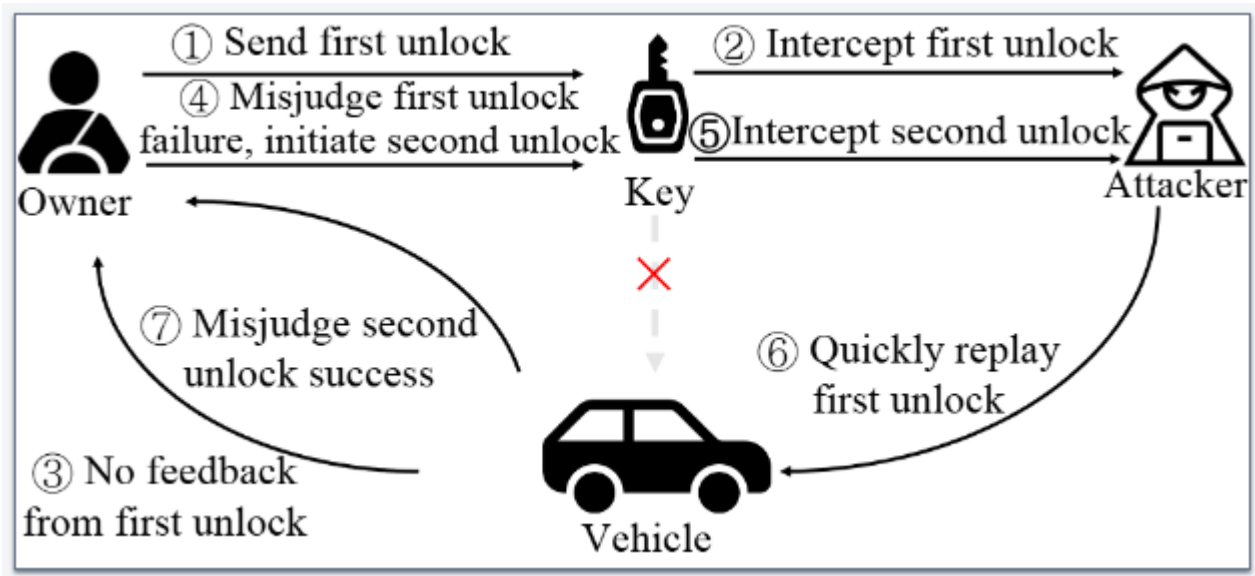 ① Send first unlock
② Intercept first unlock
④ Misjudge first unlock
failure, initiate second unlock
⑤Intercept second unlock
Owner
Key
Attacker
⑦ Misjudge second
unlock success
⑥ Quickly replay
first unlock
③ No feedback
from first unlock
Vehicle